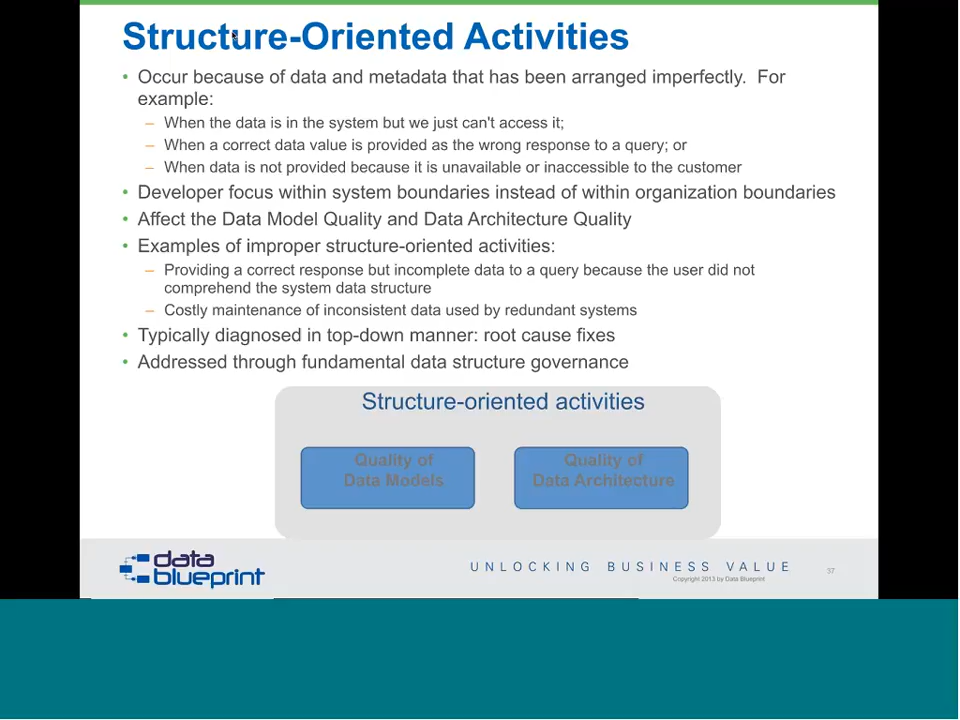 Structure-Oriented Activities
• Occur because of data and metadata that has been arranged imperfectly. For
example:
– When the data is in the system but we just can't access it;
– When a correct data value is provided as the wrong response to a query; or
– When data is not provided because it is unavailable or inaccessible to the customer
• Developer focus within system boundaries instead of within organization boundaries
• Affect the Data Model Quality and Data Architecture Quality
• Examples of improper structure-oriented activities:
– Providing a correct response but incomplete data to a query because the user did not
comprehend the system data structure
– Costly maintenance of inconsistent data used by redundant systems
• Typically diagnosed in top-down manner: root cause fixes
• Addressed through fundamental data structure governance
Structure-oriented activities
Quality of
Data Models
Quality of
Data Architecture
data
blueprint
UNLOCKING BUSINESS VALUE
Copyright 2013 by Data Blueprint
37